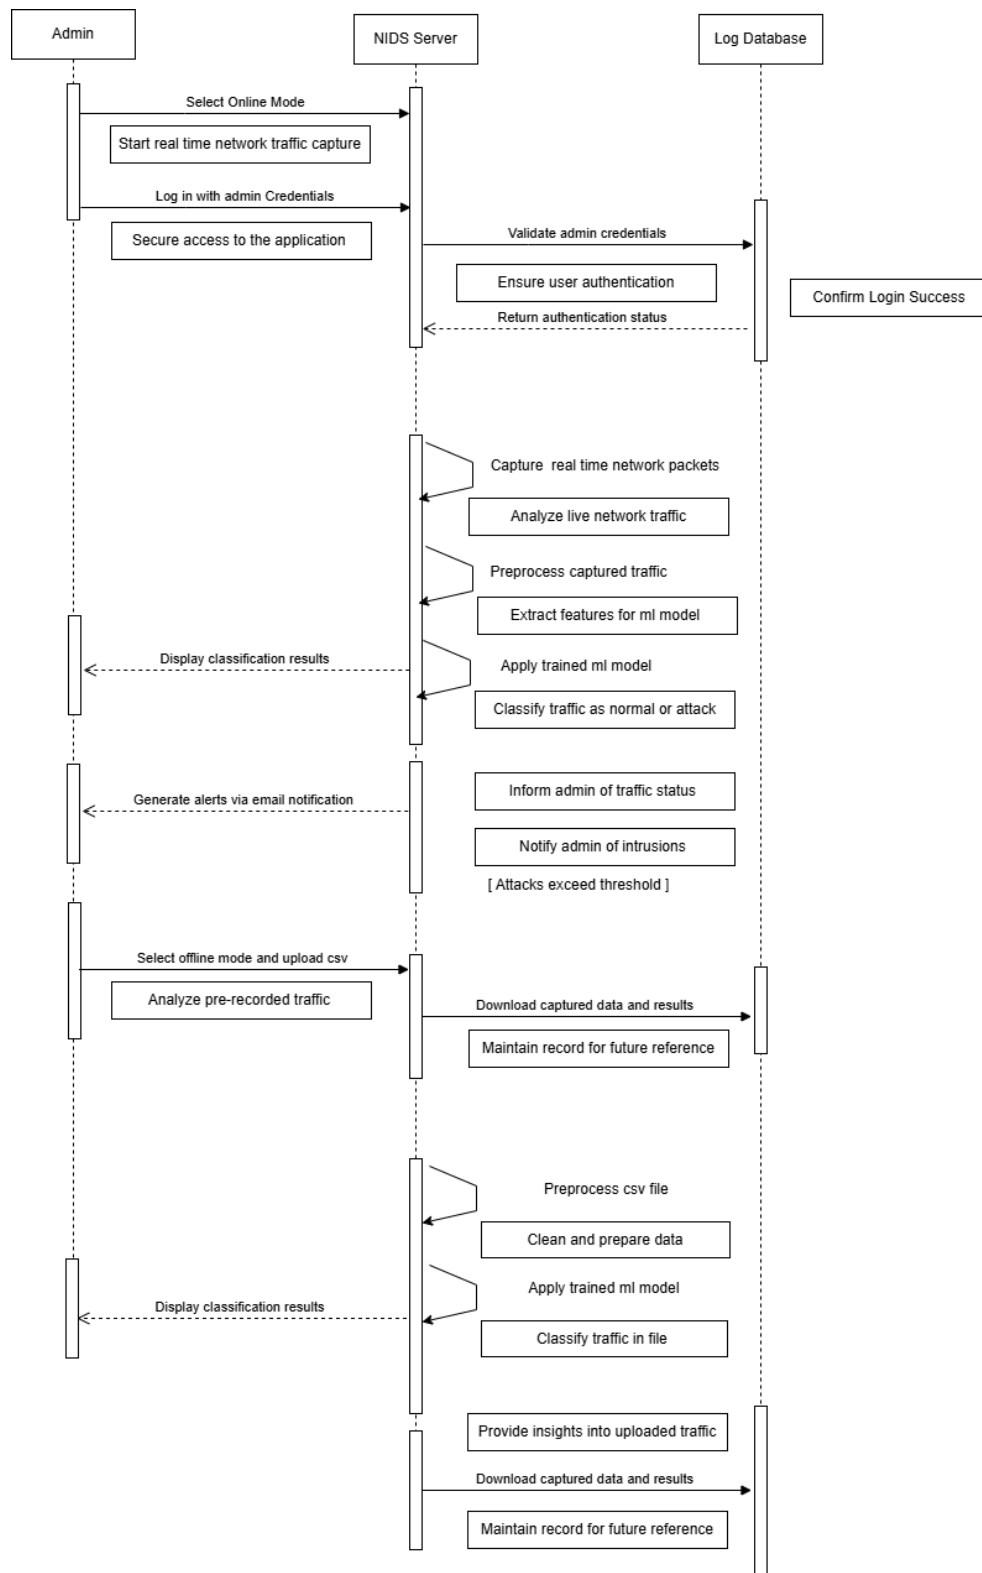 Admin
NIDS Server
Log Database
Select Online Mode
Start real time network traffic capture
Log in with admin Credentials
Secure access to the application
Validate admin credentials
Ensure user authentication
Confirm Login Success
Return authentication status
Capture real time network packets
Analyze live network traffic
Preprocess captured traffic
Extract features for ml model
Display classification results
Apply trained ml model
Classify traffic as normal or attack
Inform admin of traffic status
Generate alerts via email notification
Notify admin of intrusions
[ Attacks exceed threshold ]
Select offline mode and upload csv
Analyze pre-recorded traffic
Download captured data and results
Maintain record for future reference
Preprocess csv file
Clean and prepare data
Apply trained ml model
Display classification results
Classify traffic in file
Provide insights into uploaded traffic
Download captured data and results
Maintain record for future reference